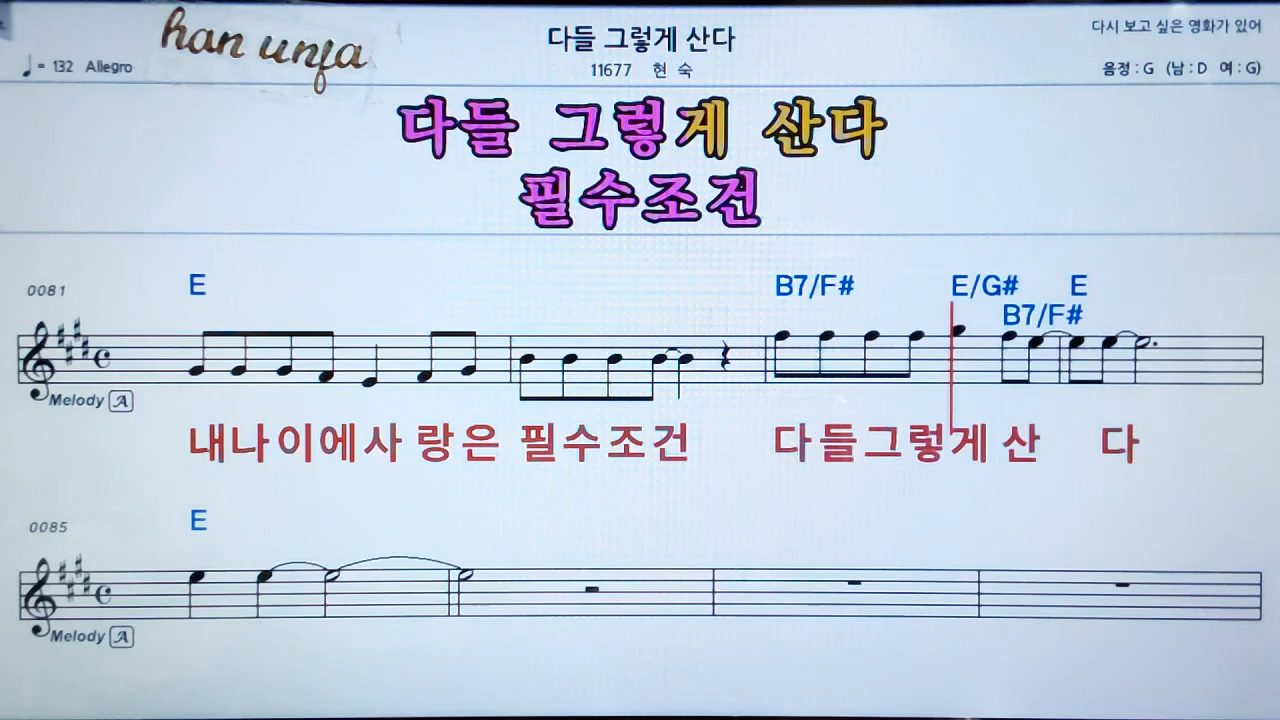 han unja
다들 그렇게 산다
다시 보고 싶은 영화가 있어
♩= 132 Allegro
11677 현 숙
음정 : G (남 : D 여 : G)
다들 그렇게 산다
필수조건
0081
E B7/F# E/G# E
B7/F#
Melody A
내나이에사 랑은 필수조건 다들그렇게 산 다
0085
E
Melody A